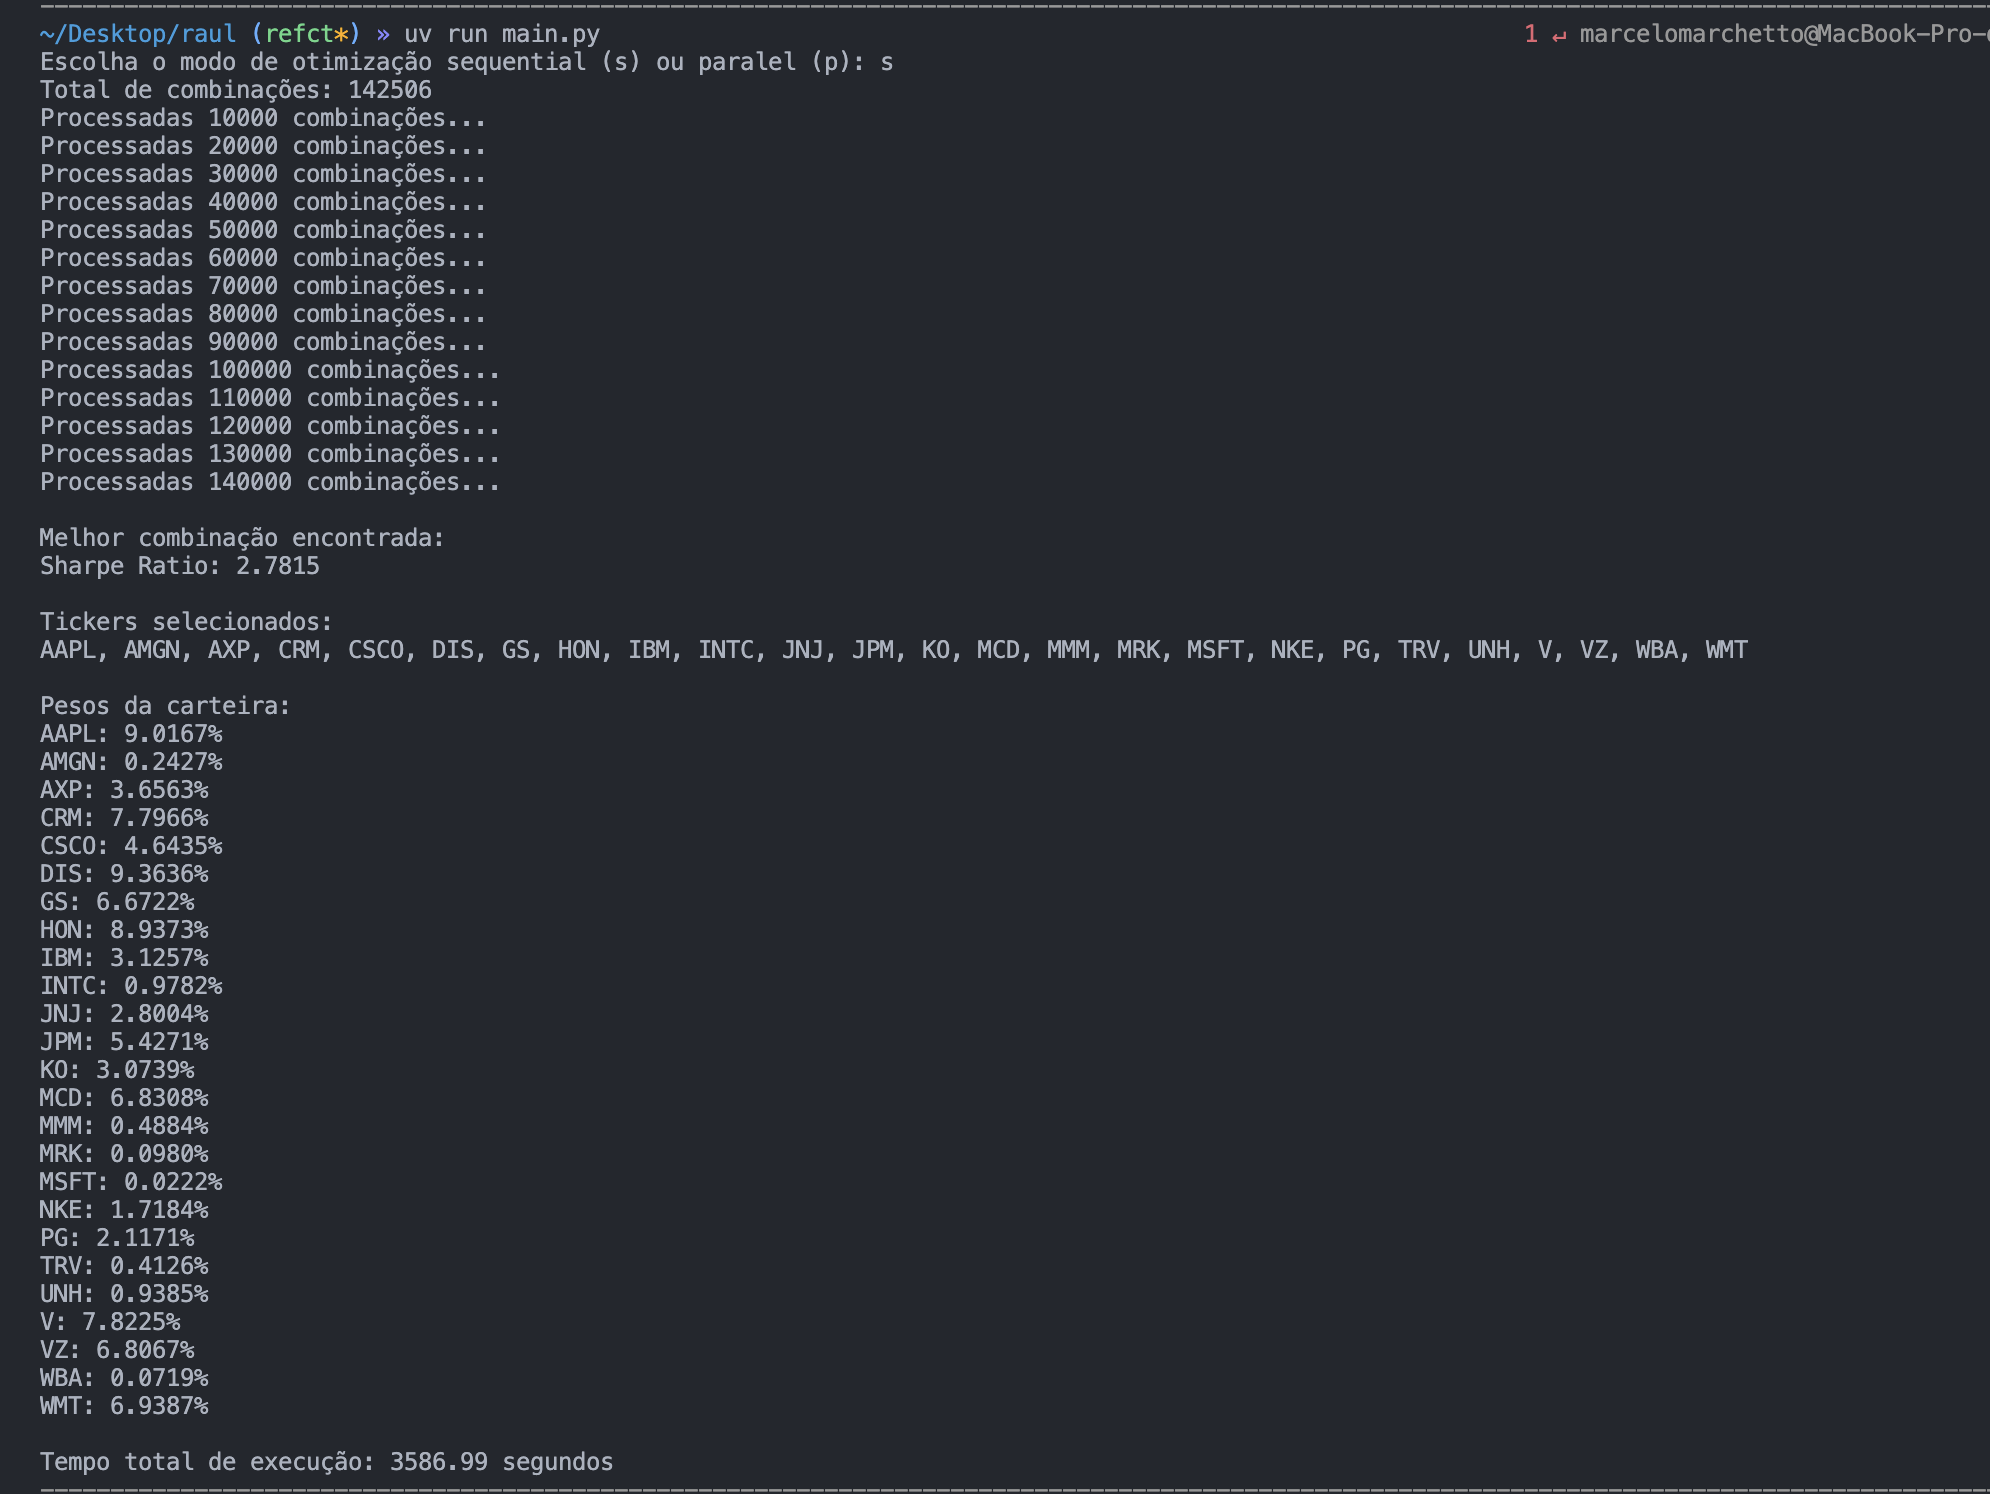 ~/Desktop/raul (refct*) » uv run main.py 1 ↵ marcelomarchetto@MacBook-Pro-
Escolha o modo de otimização sequential (s) ou paralel (p): s
Total de combinações: 142506
Processadas 10000 combinações...
Processadas 20000 combinações...
Processadas 30000 combinações...
Processadas 40000 combinações...
Processadas 50000 combinações...
Processadas 60000 combinações...
Processadas 70000 combinações...
Processadas 80000 combinações...
Processadas 90000 combinações...
Processadas 100000 combinações...
Processadas 110000 combinações...
Processadas 120000 combinações...
Processadas 130000 combinações...
Processadas 140000 combinações...
Melhor combinação encontrada:
Sharpe Ratio: 2.7815
Tickers selecionados:
AAPL, AMGN, AXP, CRM, CSCO, DIS, GS, HON, IBM, INTC, JNJ, JPM, KO, MCD, MMM, MRK, MSFT, NKE, PG, TRV, UNH, V, VZ, WBA, WMT
Pesos da carteira:
AAPL: 9.0167%
AMGN: 0.2427%
AXP: 3.6563%
CRM: 7.7966%
CSCO: 4.6435%
DIS: 9.3636%
GS: 6.6722%
HON: 8.9373%
IBM: 3.1257%
INTC: 0.9782%
JNJ: 2.8004%
JPM: 5.4271%
KO: 3.0739%
MCD: 6.8308%
MMM: 0.4884%
MRK: 0.0980%
MSFT: 0.0222%
NKE: 1.7184%
PG: 2.1171%
TRV: 0.4126%
UNH: 0.9385%
V: 7.8225%
VZ: 6.8067%
WBA: 0.0719%
WMT: 6.9387%
Tempo total de execução: 3586.99 segundos